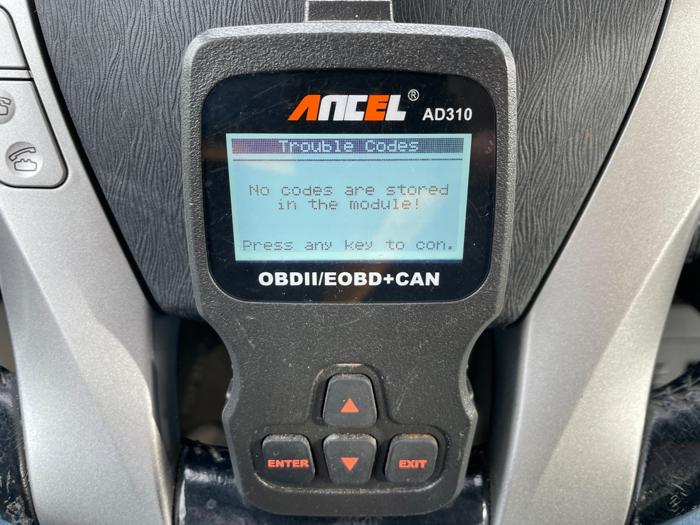 ANCEL®
AD310
Trouble Codes
No codes are stored
in the module!
Press any key to con.
OBDII/EOBD+CAN
ENTER
EXIT